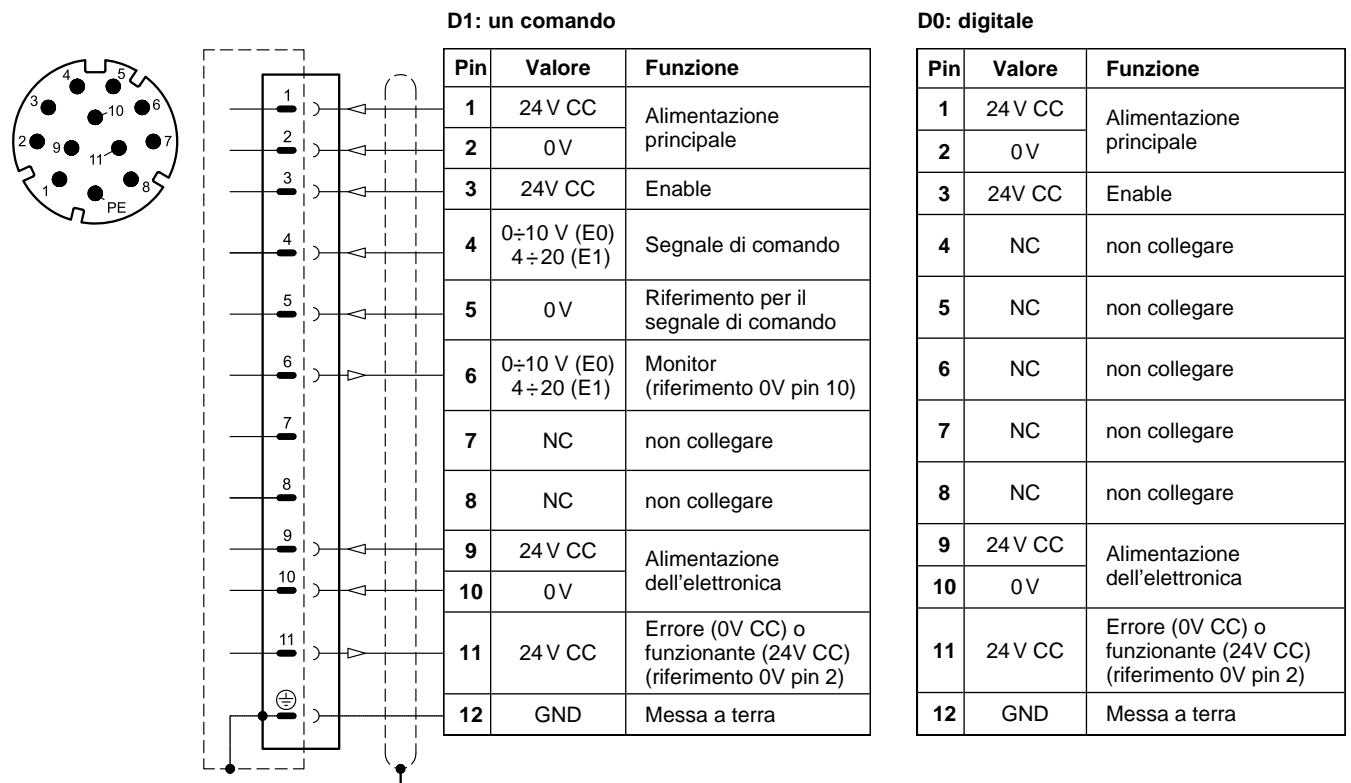 D1: un comando
D0: digitale
4
5
3
10
6
2
9
11
7
1
8
PE
1
2
3
4
5
6
7
8
9
10
11
Pin Valore Funzione
1 24 V CC Alimentazione
principale
2 0 V
3 24V CC Enable
4 0÷10 V (E0)
4÷20 (E1) Segnale di comando
5 0 V Riferimento per il
segnale di comando
6 0÷10 V (E0)
4÷20 (E1) Monitor
(riferimento 0V pin 10)
7 NC non collegare
8 NC non collegare
9 24 V CC Alimentazione
dell'elettronica
10 0 V
11 24 V CC Errore (0V CC) o
funzionante (24V CC)
(riferimento 0V pin 2)
12 GND Messa a terra
Pin Valore Funzione
1 24 V CC Alimentazione
principale
2 0 V
3 24V CC Enable
4 NC non collegare
5 NC non collegare
6 NC non collegare
7 NC non collegare
8 NC non collegare
9 24 V CC Alimentazione
dell'elettronica
10 0 V
11 24 V CC Errore (0V CC) o
funzionante (24V CC)
(riferimento 0V pin 2)
12 GND Messa a terra